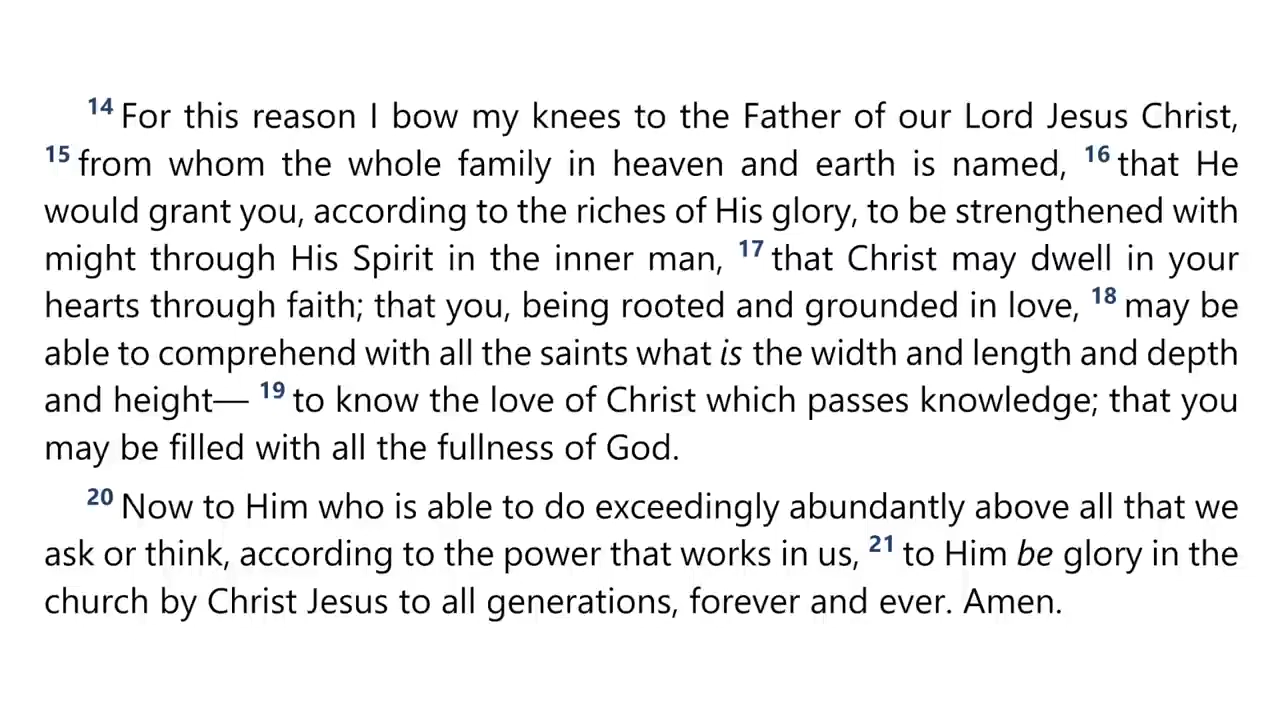 14 For this reason I bow my knees to the Father of our Lord Jesus Christ,
15 from whom the whole family in heaven and earth is named, 16 that He
would grant you, according to the riches of His glory, to be strengthened with
might through His Spirit in the inner man, 17 that Christ may dwell in your
hearts through faith; that you, being rooted and grounded in love, 18 may be
able to comprehend with all the saints what is the width and length and depth
and height— 19 to know the love of Christ which passes knowledge; that you
may be filled with all the fullness of God.
20 Now to Him who is able to do exceedingly abundantly above all that we
ask or think, according to the power that works in us, 21 to Him be glory in the
church by Christ Jesus to all generations, forever and ever. Amen.